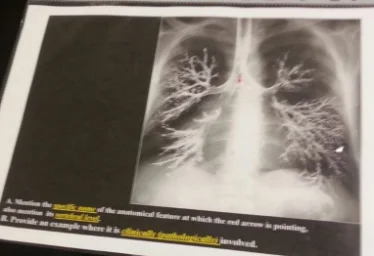 A. Mention the specific name of the anatomical feature at which the red arrow is pointing,
also mention its vertebral level.
B. Provide an example where it is clinically (pathologically) involved.